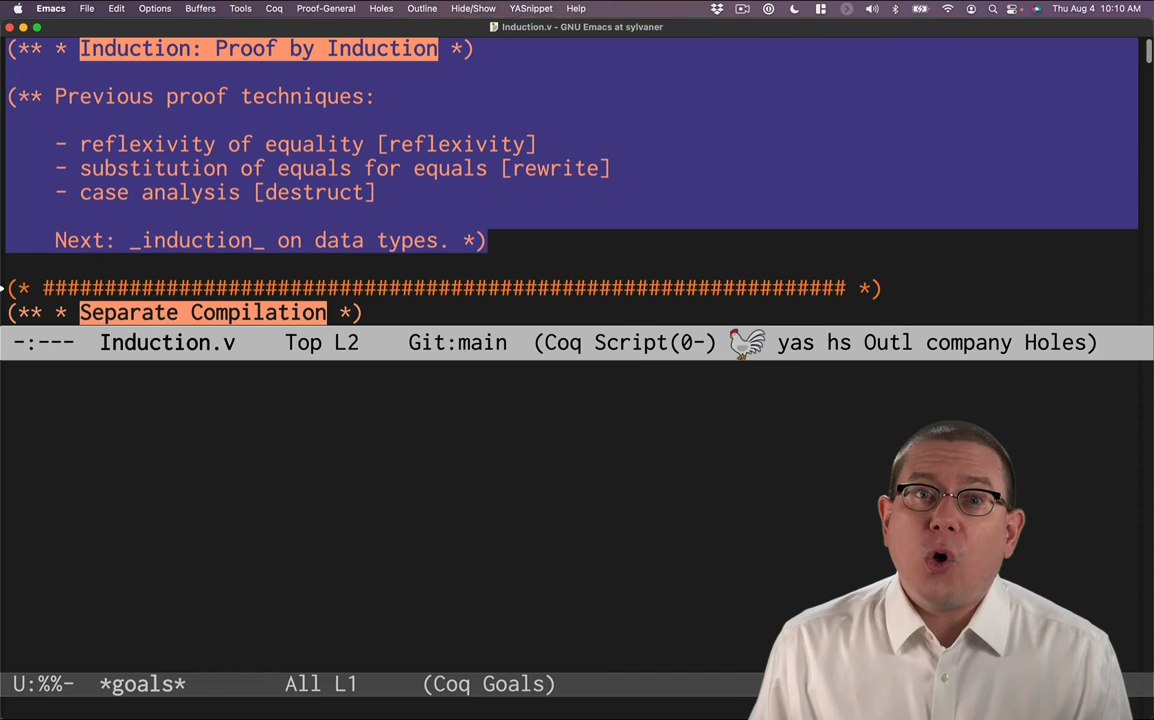 Emacs File Edit Options Buffers Tools Coq Proof-General Holes Outline Hide/Show YASnippet Help Thu Aug 4 10:10 AM
Induction.v - GNU Emacs at sylvaner
(** * Induction: Proof by Induction *)
(** Previous proof techniques:
- reflexivity of equality [reflexivity]
- substitution of equals for equals [rewrite]
- case analysis [destruct]
Next: _induction_ on data types. *)
(* ################################################################# *)
(** * Separate Compilation *)
-:--- Induction.v Top L2 Git:main (Coq Script(0-) yas hs Outl company Holes)
U:%%- *goals* All L1 (Coq Goals)